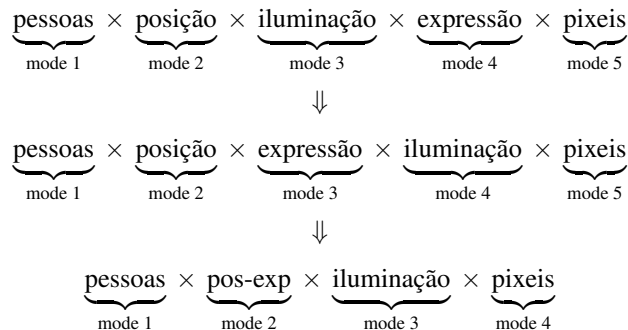 pessoas × posição × iluminação × expressão × pixeis
mode 1 mode 2 mode 3 mode 4 mode 5
⇓
pessoas × posição × expressão × iluminação × pixeis
mode 1 mode 2 mode 3 mode 4 mode 5
⇓
pessoas × pos-exp × iluminação × pixeis
mode 1 mode 2 mode 3 mode 4